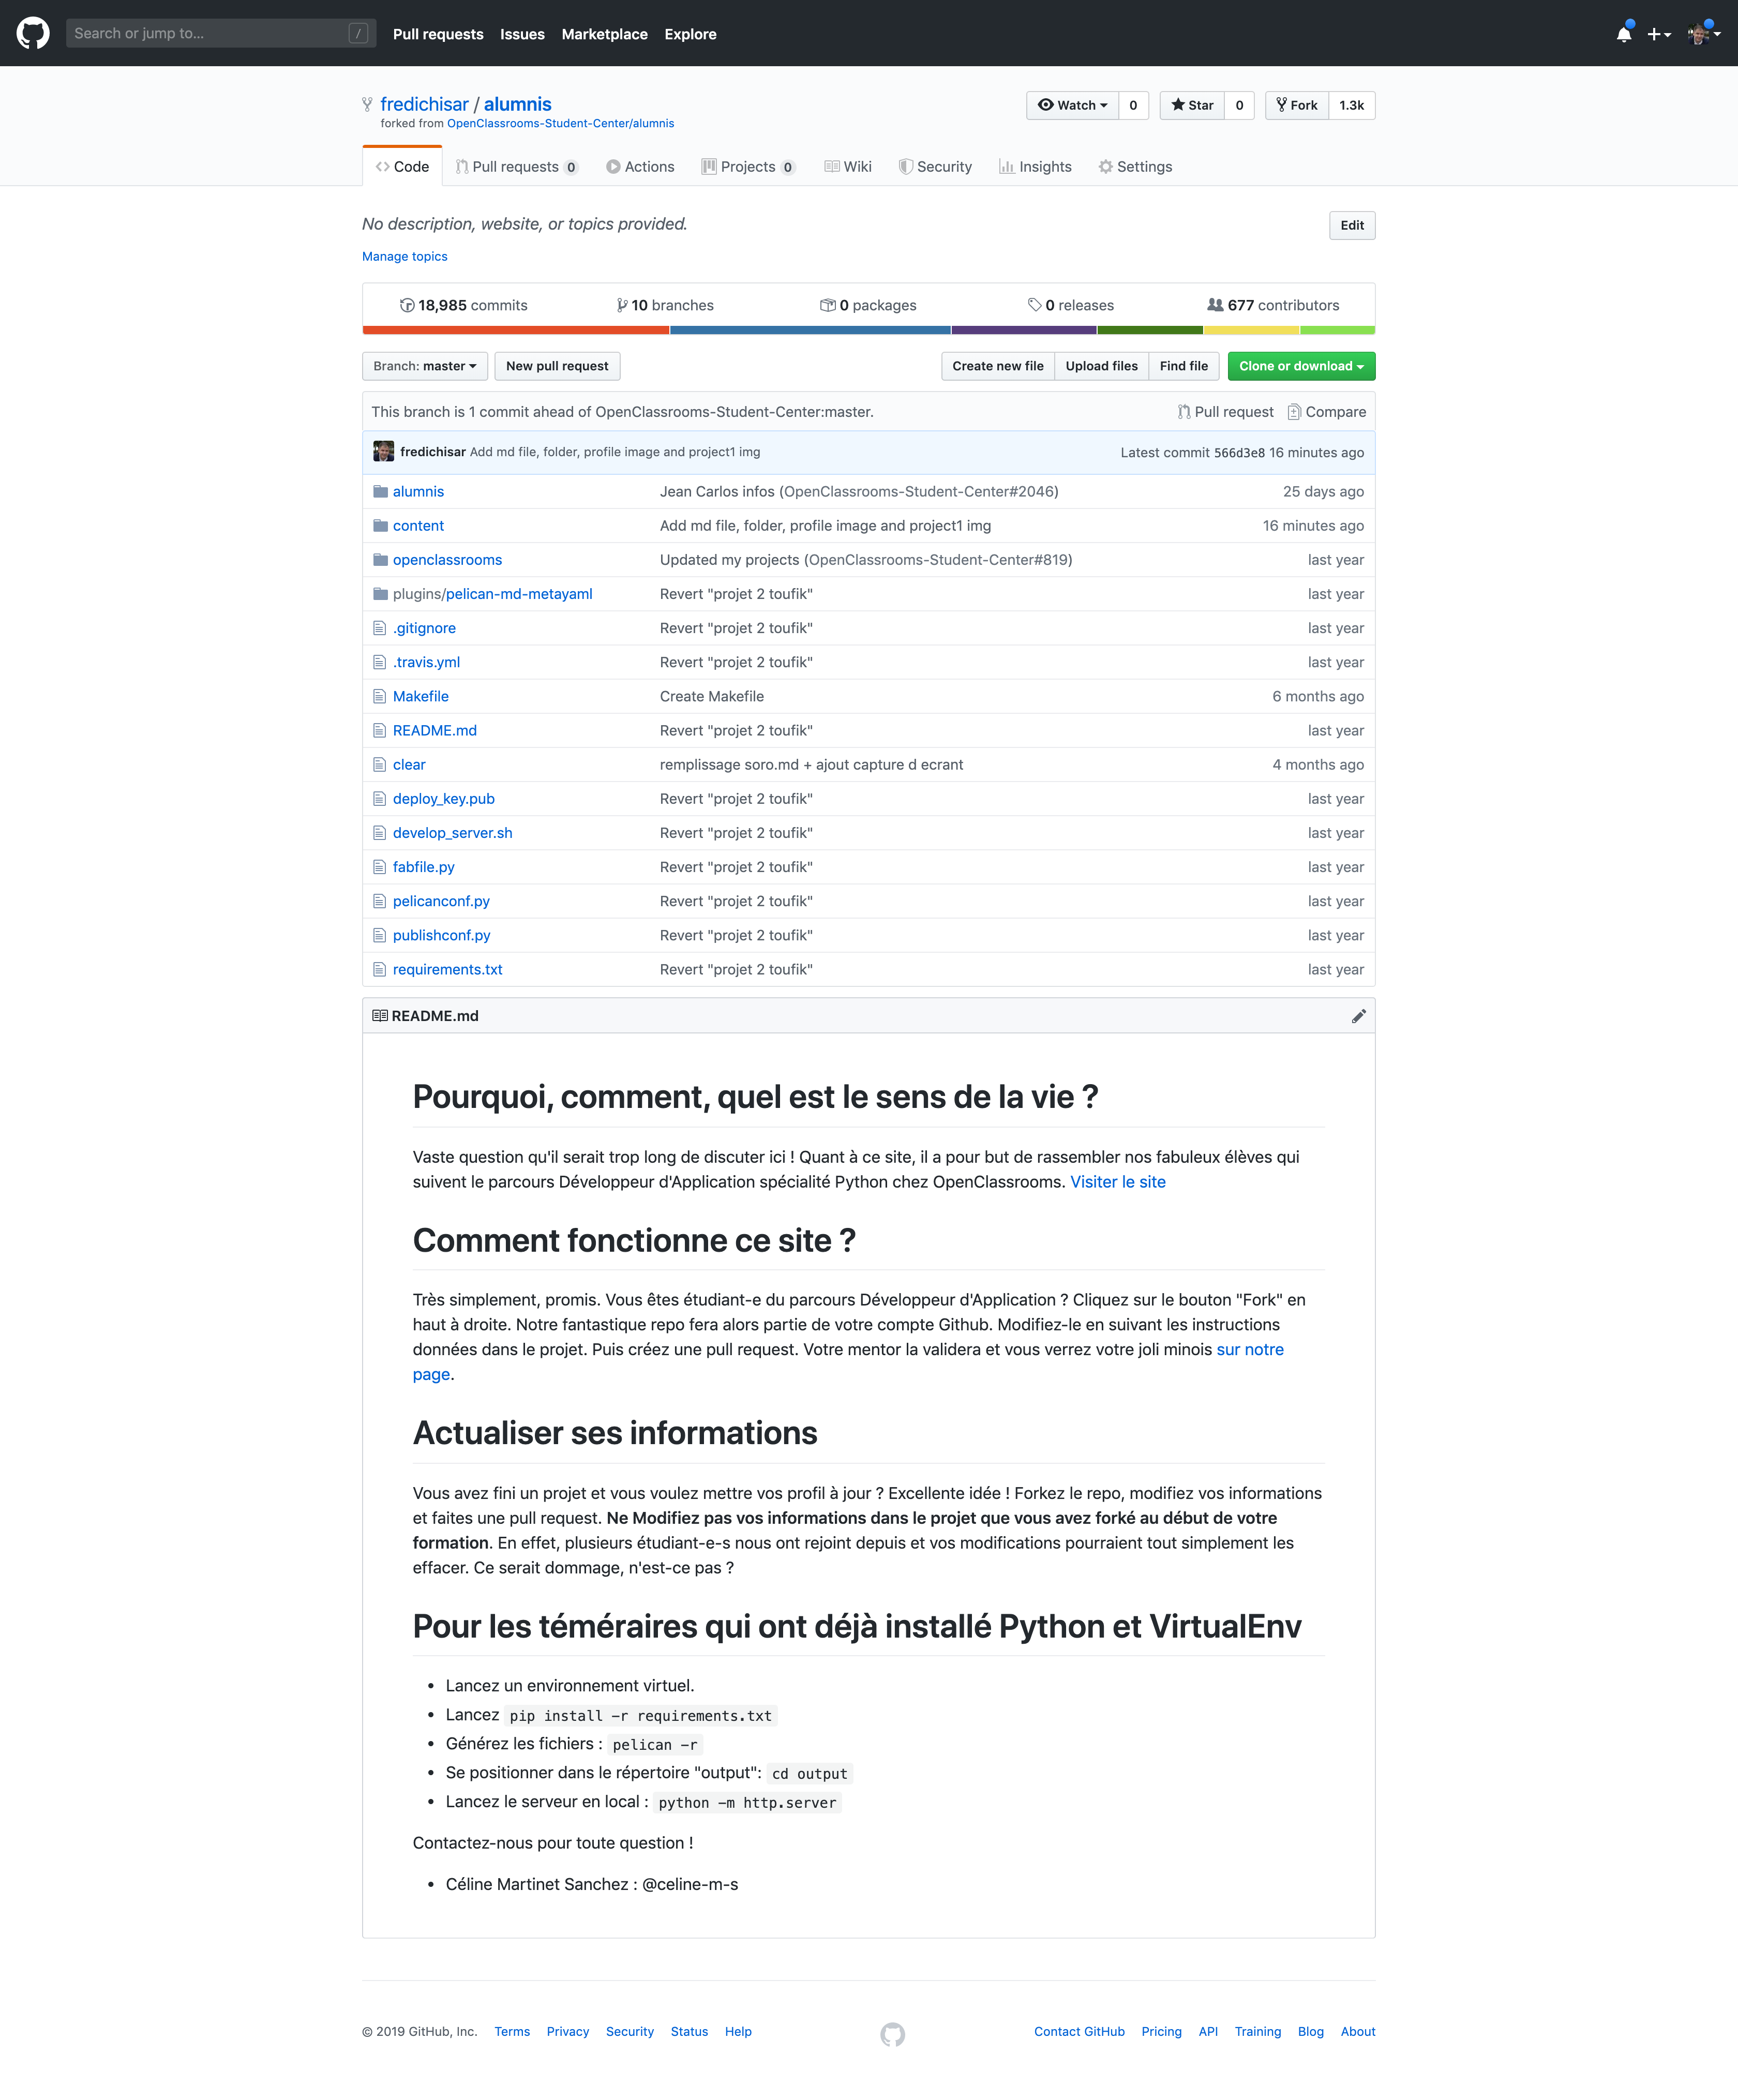 Search or jump to... /
Pull requests Issues Marketplace Explore
fredichisar / alumnis
forked from OpenClassrooms-Student-Center/alumnis
Watch 0 Star 0 Fork 1.3k
Code Pull requests 0 Actions Projects 0 Wiki Security Insights Settings
No description, website, or topics provided.
Edit
Manage topics
18,985 commits 10 branches 0 packages 0 releases 677 contributors
Branch: master New pull request Create new file Upload files Find file Clone or download
This branch is 1 commit ahead of OpenClassrooms-Student-Center:master. Pull request Compare
fredichisar Add md file, folder, profile image and project1 img Latest commit 566d3e8 16 minutes ago
alumnis Jean Carlos infos (OpenClassrooms-Student-Center#2046) 25 days ago
content Add md file, folder, profile image and project1 img 16 minutes ago
openclassrooms Updated my projects (OpenClassrooms-Student-Center#819) last year
plugins/pelican-md-metayaml Revert "projet 2 toufik" last year
.gitignore Revert "projet 2 toufik" last year
.travis.yml Revert "projet 2 toufik" last year
Makefile Create Makefile 6 months ago
README.md Revert "projet 2 toufik" last year
clear remplissage soro.md + ajout capture d ecrant 4 months ago
deploy_key.pub Revert "projet 2 toufik" last year
develop_server.sh Revert "projet 2 toufik" last year
fabfile.py Revert "projet 2 toufik" last year
pelicanconf.py Revert "projet 2 toufik" last year
publishconf.py Revert "projet 2 toufik" last year
requirements.txt Revert "projet 2 toufik" last year
README.md
Pourquoi, comment, quel est le sens de la vie ?
Vaste question qu'il serait trop long de discuter ici ! Quant à ce site, il a pour but de rassembler nos fabuleux élèves qui
suivent le parcours Développeur d'Application spécialité Python chez OpenClassrooms. Visiter le site
Comment fonctionne ce site ?
Très simplement, promis. Vous êtes étudiant-e du parcours Développeur d'Application ? Cliquez sur le bouton "Fork" en
haut à droite. Notre fantastique repo fera alors partie de votre compte Github. Modifiez-le en suivant les instructions
données dans le projet. Puis créez une pull request. Votre mentor la validera et vous verrez votre joli minois sur notre
page.
Actualiser ses informations
Vous avez fini un projet et vous voulez mettre vos profil à jour ? Excellente idée ! Forkez le repo, modifiez vos informations
et faites une pull request. Ne Modifiez pas vos informations dans le projet que vous avez forké au début de votre
formation. En effet, plusieurs étudiant-e-s nous ont rejoint depuis et vos modifications pourraient tout simplement les
effacer. Ce serait dommage, n'est-ce pas ?
Pour les téméraires qui ont déjà installé Python et VirtualEnv
• Lancez un environnement virtuel.
• Lancez pip install -r requirements.txt
• Générez les fichiers : pelican -r
• Se positionner dans le répertoire "output": cd output
• Lancez le serveur en local : python -m http.server
Contactez-nous pour toute question !
• Céline Martinet Sanchez : @celine-m-s
© 2019 GitHub, Inc. Terms Privacy Security Status Help Contact GitHub Pricing API Training Blog About